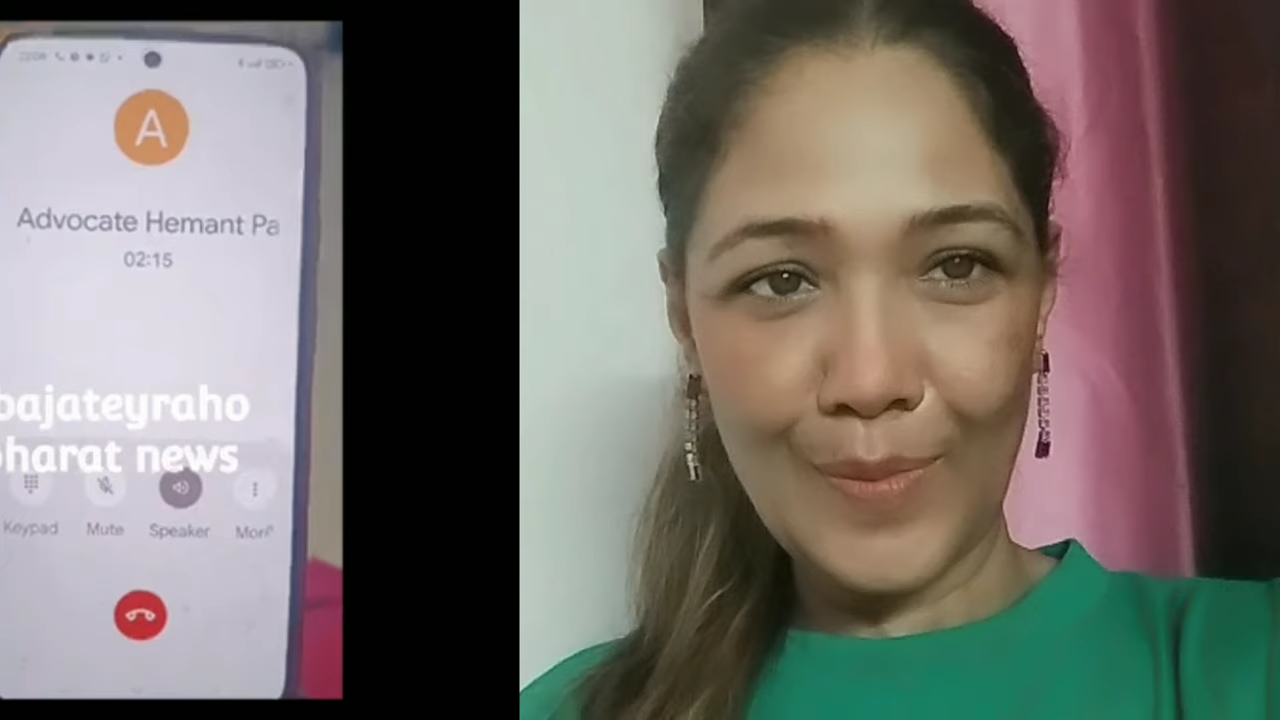 A
Advocate Hemant Pa
02:15
bajateyraho
bharat news
Keypad Mute Speaker